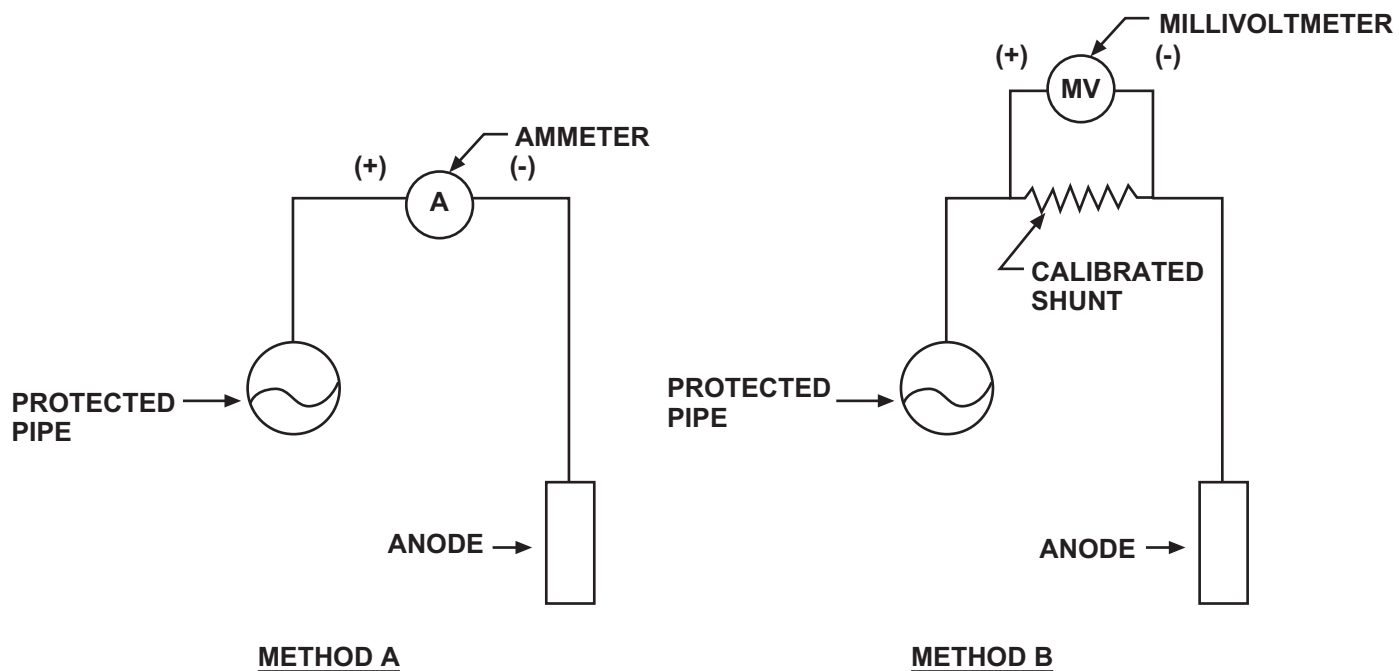 AMMETER
(+)
(-)
A
PROTECTED
PIPE
ANODE
METHOD A
MILLIVOLTMETER
(+)
(-)
MV
CALIBRATED
SHUNT
PROTECTED
PIPE
ANODE
METHOD B